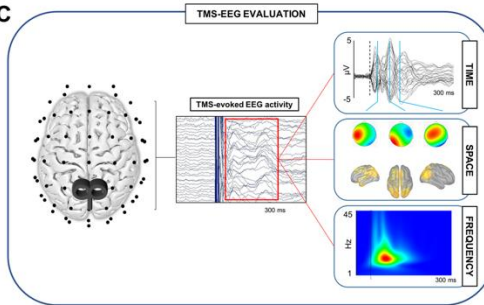 C
TMS-EEG EVALUATION
TMS-evoked EEG activity
300 ms
5
µV
-5
300 ms
TIME
SPACE
45
Hz
1
300 ms
FREQUENCY